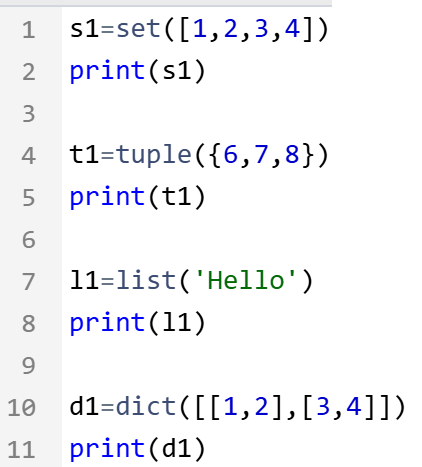 1 s1=set([1,2,3,4])
2 print(s1)
3
4 t1=tuple({6,7,8})
5 print(t1)
6
7 l1=list('Hello')
8 print(l1)
9
10 d1=dict([[1,2],[3,4]])
11 print(d1)